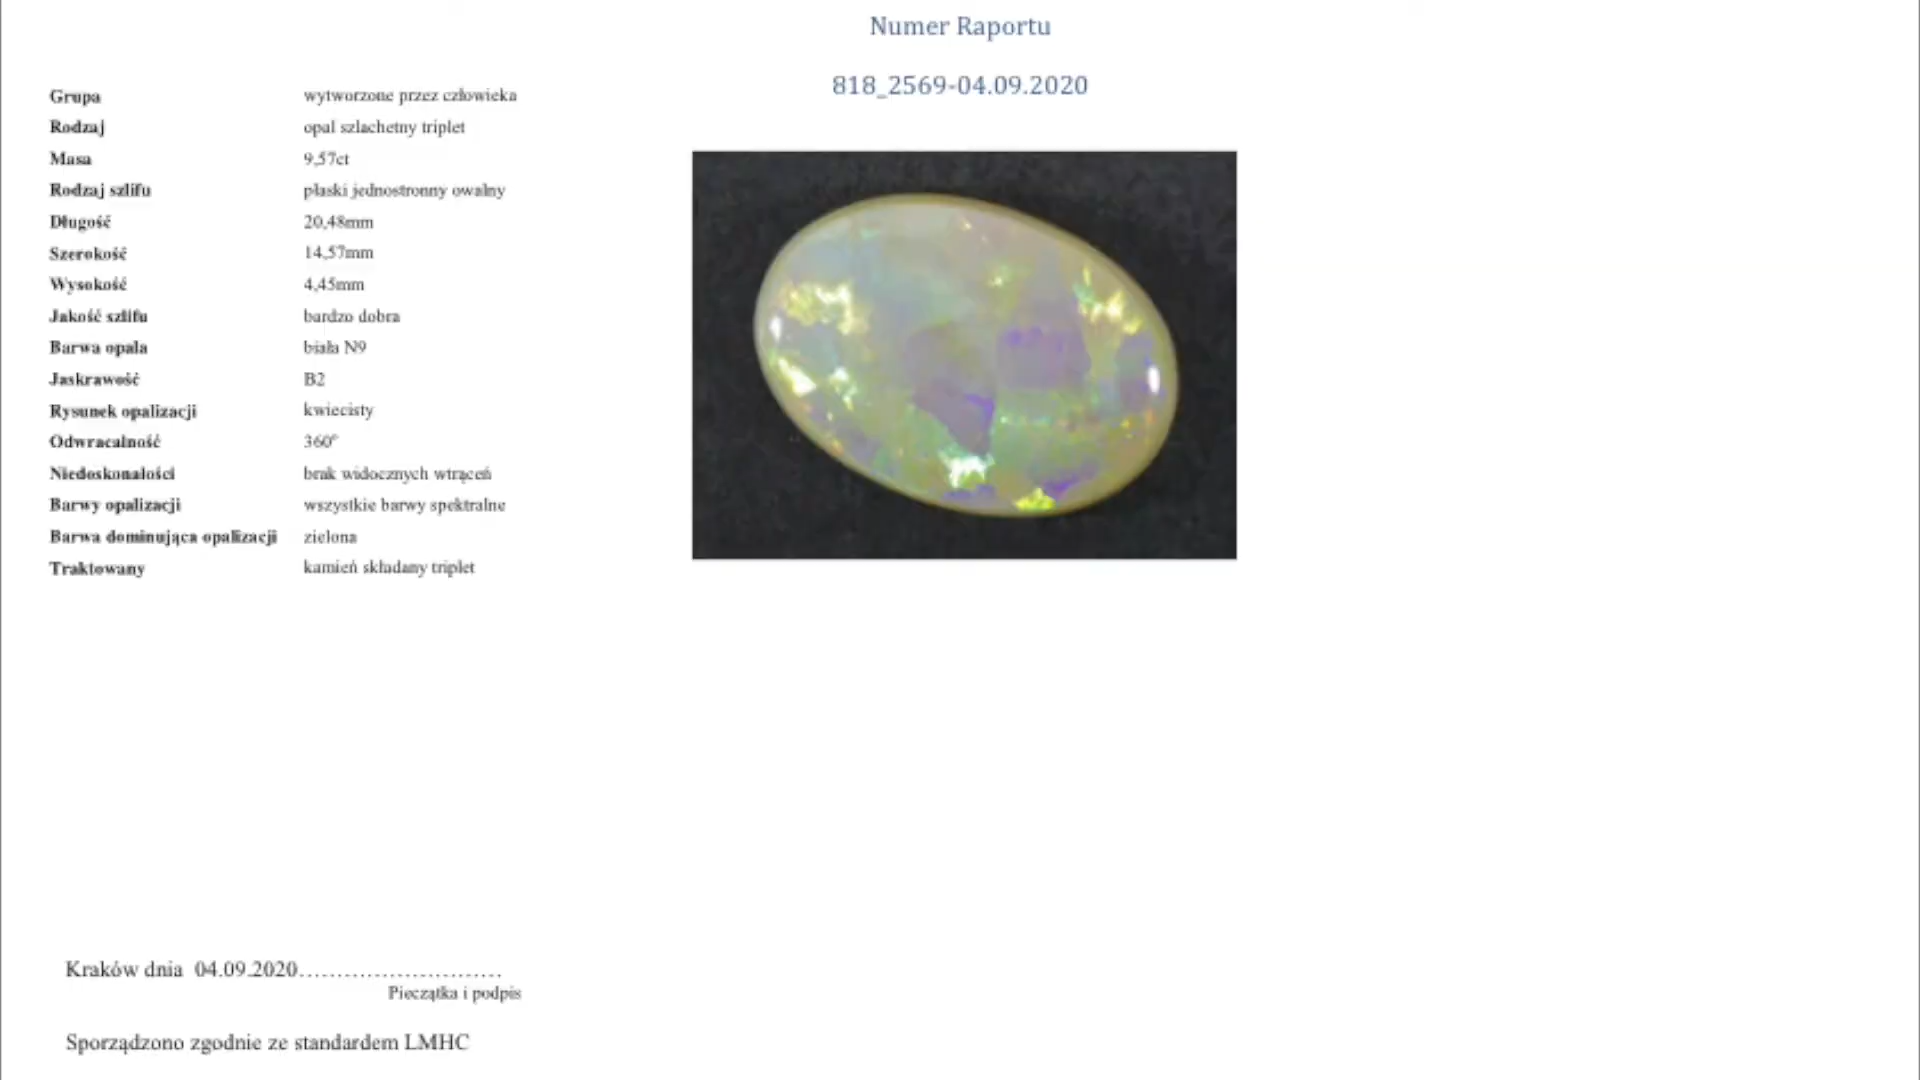 Numer Raportu
818_2569-04.09.2020
Grupa wytworzone przez człowieka
Rodzaj opal szlachetny triplet
Masa 9,57ct
Rodzaj szlifu płaski jednostronny owalny
Długość 20,48mm
Szerokość 14,57mm
Wysokość 4,45mm
Jakość szlifu bardzo dobra
Barwa opala biała N9
Jaskrawość B2
Rysunek opalizacji kwiecisty
Odwracalność 360°
Niedoskonałości brak widocznych wtrąceń
Barwy opalizacji wszystkie barwy spektralne
Barwa dominująca opalizacji zielona
Traktowany kamień składany triplet
Kraków dnia 04.09.2020...........................
Pieczątka i podpis
Sporządzono zgodnie ze standardem LMHC